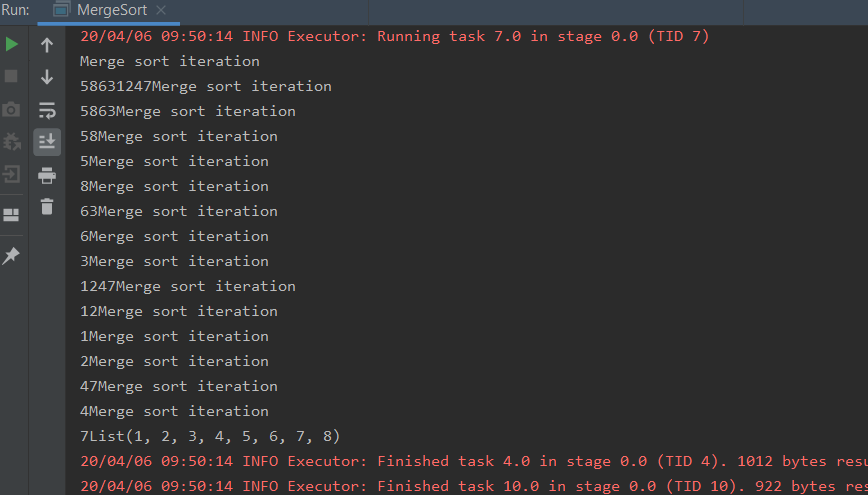 Run: MergeSort
20/04/06 09:50:14 INFO Executor: Running task 7.0 in stage 0.0 (TID 7)
Merge sort iteration
58631247Merge sort iteration
5863Merge sort iteration
58Merge sort iteration
5Merge sort iteration
8Merge sort iteration
63Merge sort iteration
6Merge sort iteration
3Merge sort iteration
1247Merge sort iteration
12Merge sort iteration
1Merge sort iteration
2Merge sort iteration
47Merge sort iteration
4Merge sort iteration
7List(1, 2, 3, 4, 5, 6, 7, 8)
20/04/06 09:50:14 INFO Executor: Finished task 4.0 in stage 0.0 (TID 4). 1012 bytes resu
20/04/06 09:50:14 INFO Executor: Finished task 10.0 in stage 0.0 (TID 10). 922 bytes res